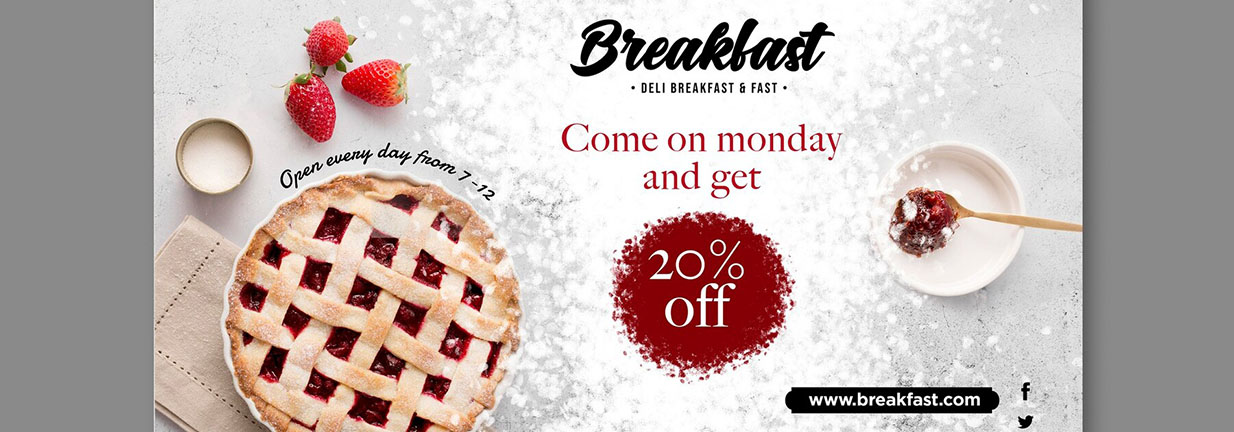 Breakfast
• DELI BREAKFAST & FAST •
Open every day from 7-12
Come on monday
and get
20%
off
www.breakfast.com